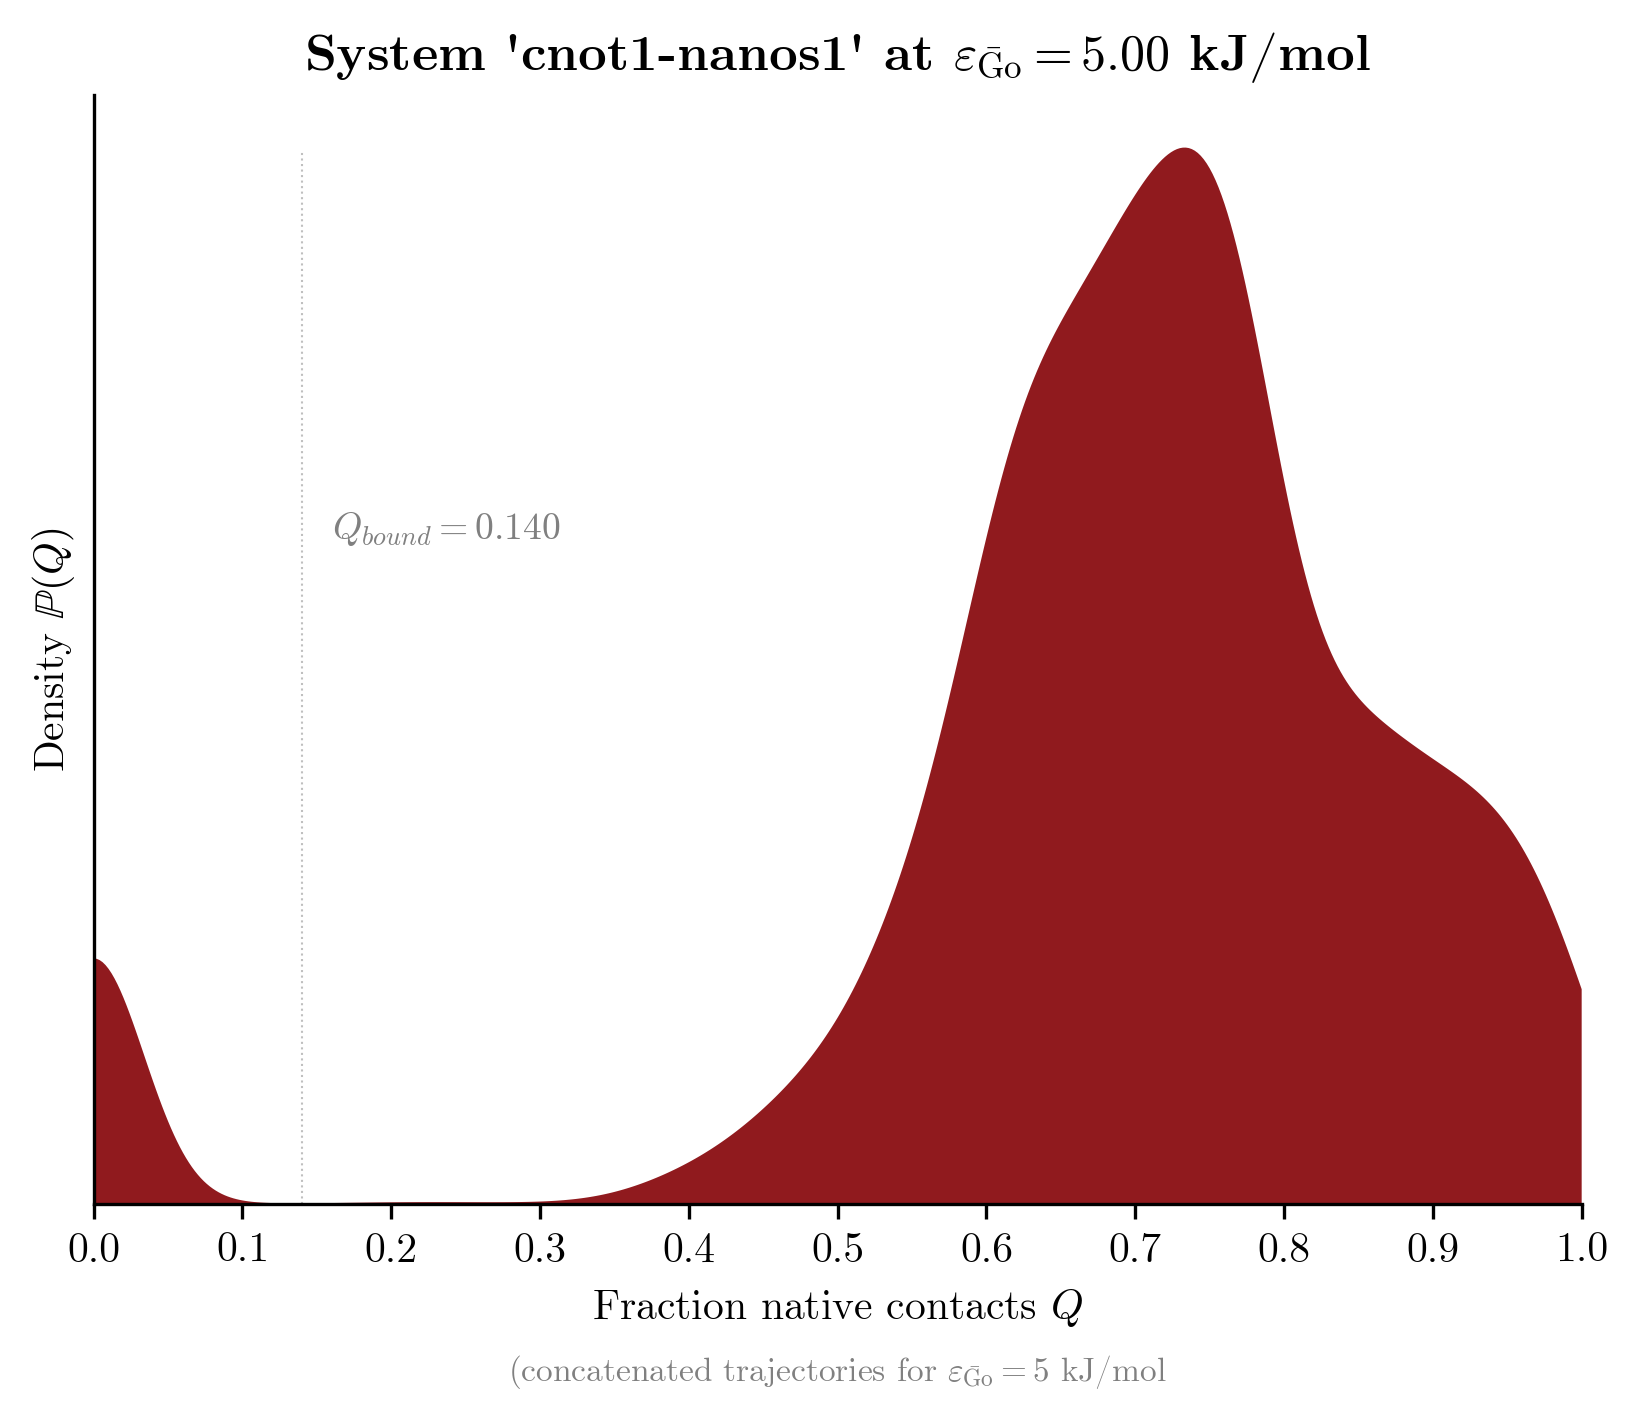 System 'cnot1-nanos1' at ε_Ḡo = 5.00 kJ/mol
Q_bound = 0.140
Density ℙ(Q)
0.0 0.1 0.2 0.3 0.4 0.5 0.6 0.7 0.8 0.9 1.0
Fraction native contacts Q
(concatenated trajectories for ε_Ḡo = 5 kJ/mol